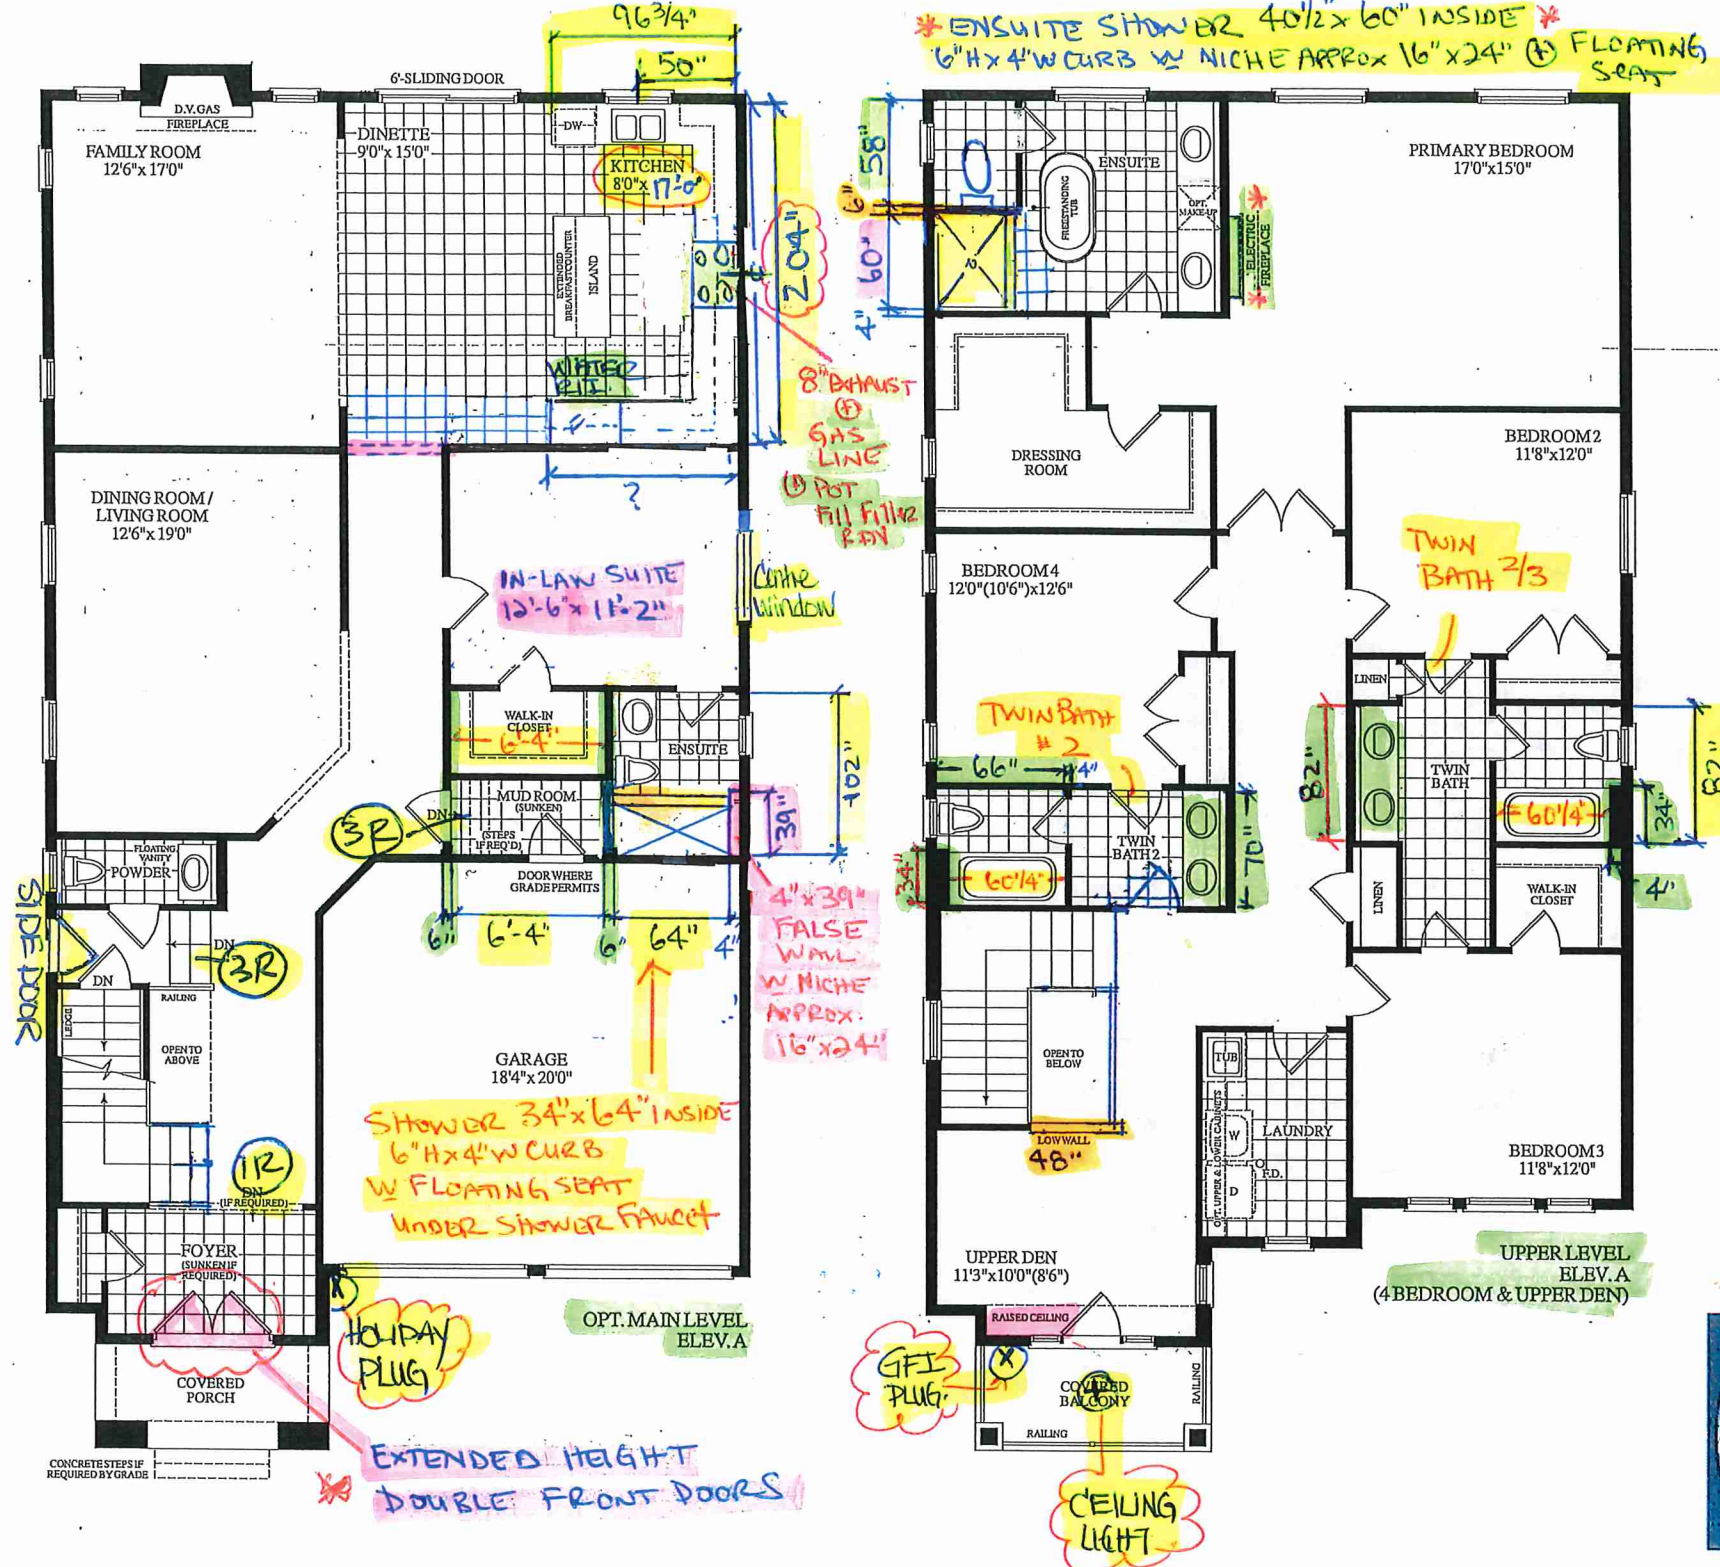 96 3/4"
50"
6'-SLIDING DOOR
D.V. GAS
FIREPLACE
FAMILY ROOM
12'6"x 17'0"
DINETTE
9'0"x 15'0"
DW
KITCHEN
8'0"x 17'-0"
EXTENDED
BREAKFAST COUNTER
ISLAND
204"
8" EXHAUST
(+)
GAS
LINE
(+) POT
?
DINING ROOM /
LIVING ROOM
12'6"x 19'0"
IN-LAW SUITE
12'-6" x 11'-2"
Centre
Window
WALK-IN
CLOSET
6'-4"
ENSUITE
102"
39"
MUD ROOM
(SUNKEN)
DN
(STEPS
IF REQ'D)
3R
DOOR WHERE
GRADE PERMITS
6"
6'-4"
6"
64"
4"
4" x 39"
FALSE
WALL
W NICHE
APPROX.
16" x 24"
FLOATING
VANITY
POWDER
SIDE DOOR
DN
3R
DN
RAILING
LEDGE
OPEN TO
ABOVE
GARAGE
18'4"x 20'0"
SHOWER 34" x 64" INSIDE
6" H x 4" W CURB
W FLOATING SEAT
UNDER SHOWER FAUCET
1R
DN
(IF REQUIRED)
FOYER
(SUNKEN IF
REQUIRED)
X
HOLIDAY
PLUG
OPT. MAIN LEVEL
ELEV. A
COVERED
PORCH
CONCRETE STEPS IF
REQUIRED BY GRADE
* EXTENDED HEIGHT
DOUBLE FRONT DOORS
* ENSUITE SHOWER 40 1/2 x 60" INSIDE *
6" H x 4" W CURB W NICHE APPROX 16" x 24" (+) FLOATING
SEAT
58"
6"
60"
4"
ENSUITE
FREESTANDING
TUB
OPT.
MAKE-UP
* ELECTRIC *
FIREPLACE
PRIMARY BEDROOM
17'0"x15'0"
DRESSING
ROOM
BEDROOM 2
11'8"x12'0"
BEDROOM 4
12'0"(10'6")x12'6"
TWIN
BATH 2/3
TWIN BATH
# 2
66"
4"
LINEN
TWIN
BATH
82"
82"
34"
60 1/4"
4"
TWIN
BATH 2
70"
34"
60 1/4"
LINEN
WALK-IN
CLOSET
OPEN TO
BELOW
LOW WALL
48"
TUB
OPT. UPPER & LOWER CABINETS
W
D
LAUNDRY
F.D.
BEDROOM 3
11'8"x12'0"
UPPER DEN
11'3"x10'0"(8'6")
UPPER LEVEL
ELEV. A
(4 BEDROOM & UPPER DEN)
RAISED CEILING
GFI
PLUG.
X
COVERED
BALCONY
RAILING
RAILING
CEILING
LIGHT